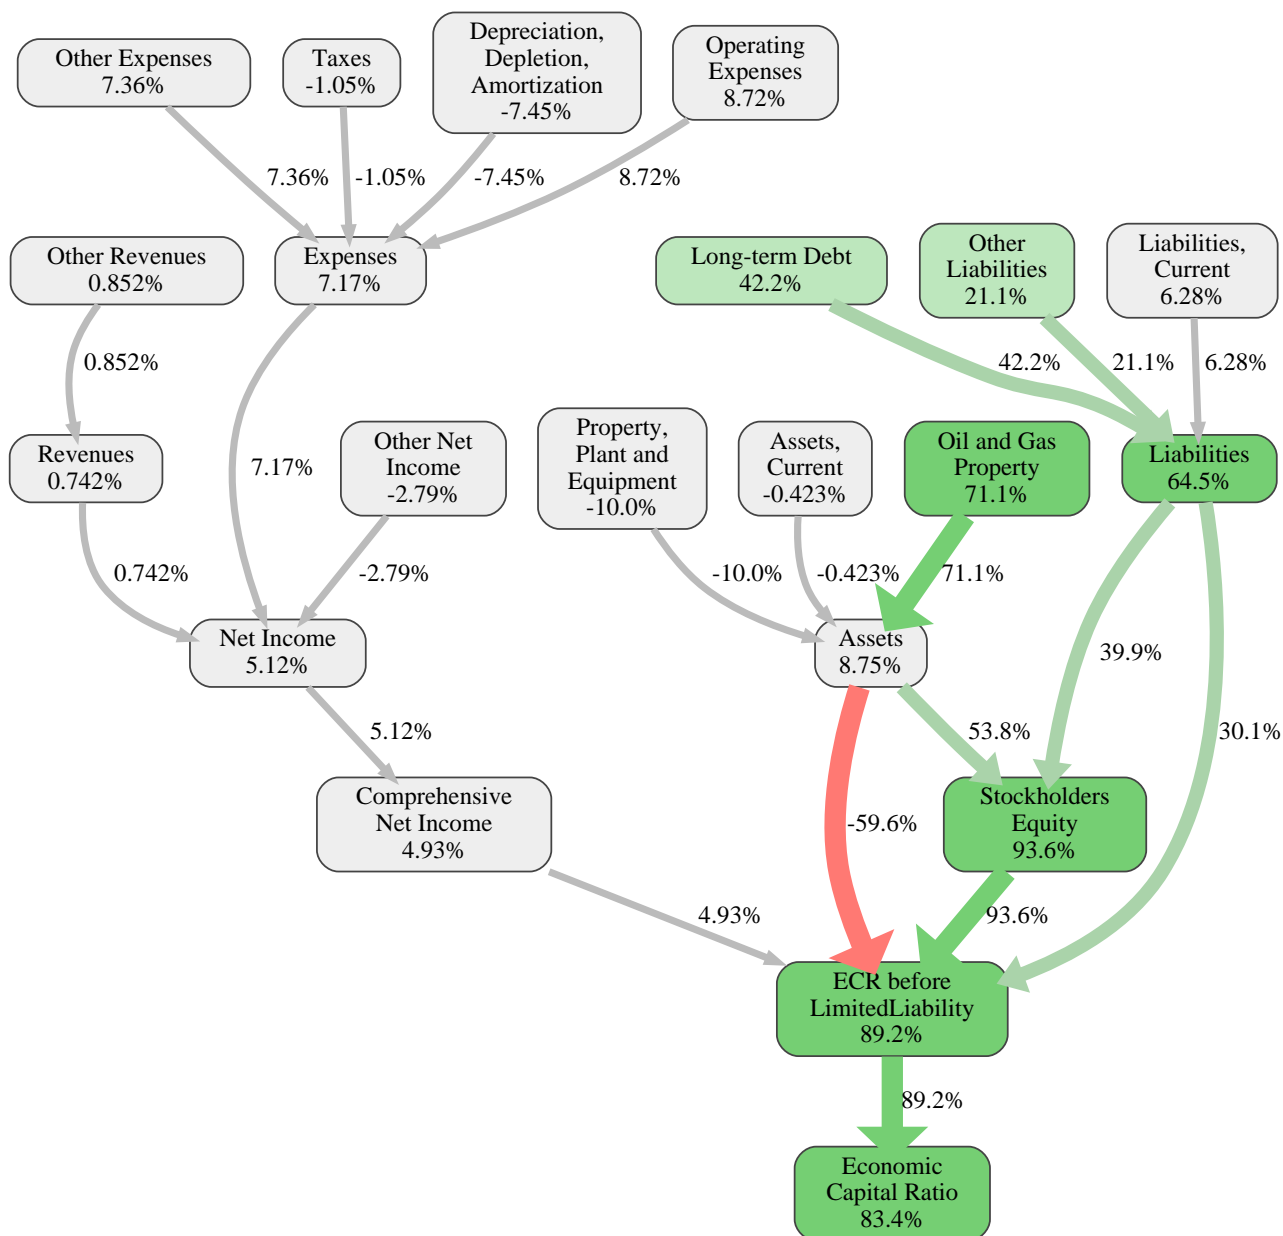 Other Expenses
7.36%
Taxes
-1.05%
Depreciation,
Depletion,
Amortization
-7.45%
Operating
Expenses
8.72%
7.36%
-1.05%
-7.45%
8.72%
Other Revenues
0.852%
Expenses
7.17%
Long-term Debt
42.2%
Other
Liabilities
21.1%
Liabilities,
Current
6.28%
0.852%
42.2%
21.1%
6.28%
Revenues
0.742%
7.17%
Other Net
Income
-2.79%
Property,
Plant and
Equipment
-10.0%
Assets,
Current
-0.423%
Oil and Gas
Property
71.1%
Liabilities
64.5%
0.742%
-2.79%
-10.0%
-0.423%
71.1%
Net Income
5.12%
Assets
8.75%
39.9%
5.12%
53.8%
30.1%
Comprehensive
Net Income
4.93%
-59.6%
Stockholders
Equity
93.6%
4.93%
93.6%
ECR before
LimitedLiability
89.2%
89.2%
Economic
Capital Ratio
83.4%